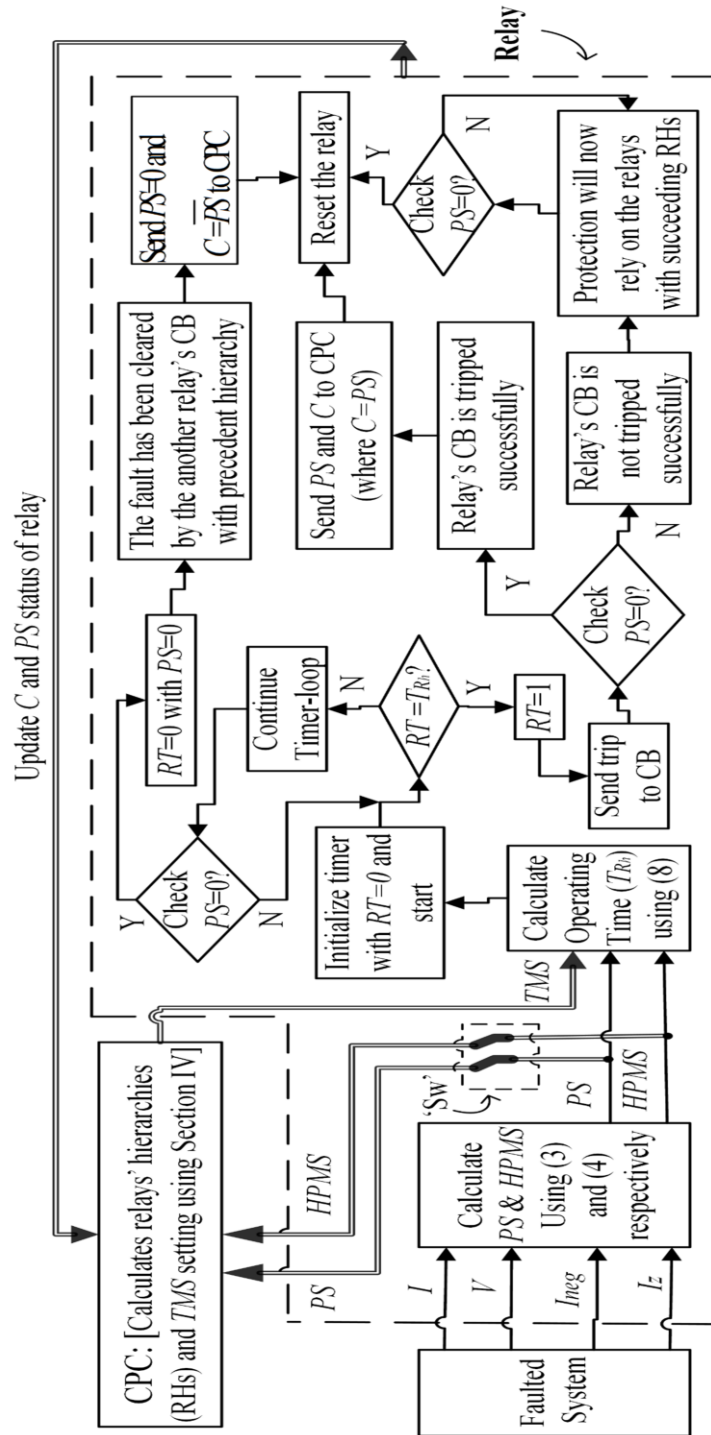 Update C and PS status of relay
CPC: [Calculates relays' hierarchies
(RHs) and TMS setting using Section IV]
Relay
PS
HPMS
TMS
'Sw'
Faulted
System
I
V
Ineg
Iz
Calculate
PS & HPMS
Using (3)
and (4)
respectively
PS
HPMS
Calculate
Operating
Time (TRh)
using (8)
Initialize timer
with RT=0 and
start
RT=TRh?
N
Y
Continue
Timer-loop
Check
PS=0?
Y
N
RT=0 with PS=0
The fault has been cleared
by the another relay's CB
with precedent hierarchy
Send PS=0 and
C=PS to CPC
RT=1
Send trip
to CB
Check
PS=0?
Y
N
Relay's CB is tripped
successfully
Send PS and C to CPC
(where C=PS)
Reset the relay
Relay's CB is
not tripped
successfully
Protection will now
rely on the relays
with succeeding RHs
Check
PS=0?
Y
N